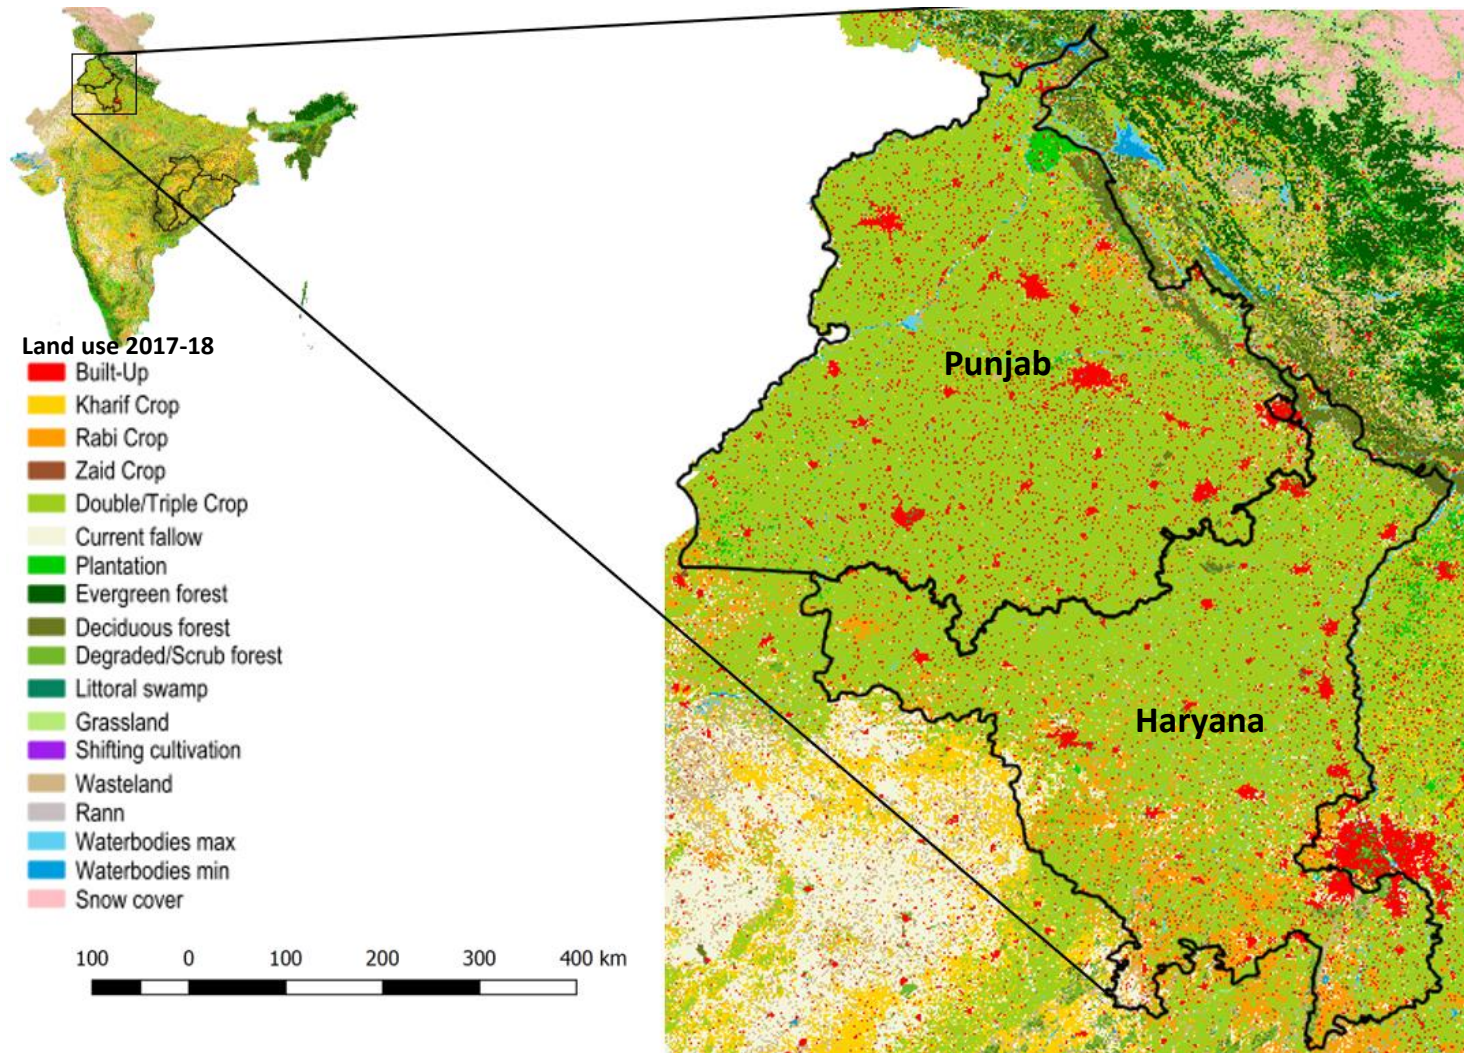 Land use 2017-18
Built-Up
Kharif Crop
Rabi Crop
Zaid Crop
Double/Triple Crop
Current fallow
Plantation
Evergreen forest
Deciduous forest
Degraded/Scrub forest
Littoral swamp
Grassland
Shifting cultivation
Wasteland
Rann
Waterbodies max
Waterbodies min
Snow cover
100 0 100 200 300 400 km
Punjab
Haryana